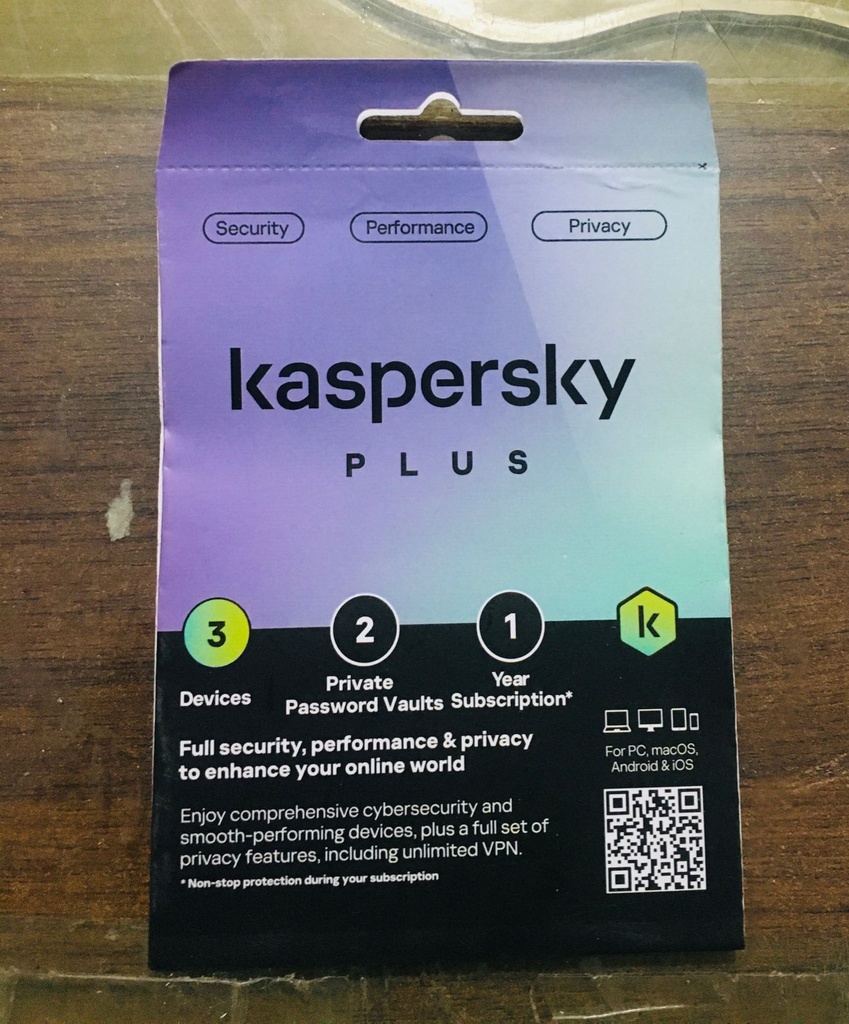 Security Performance Privacy
kaspersky
PLUS
3 2 1 k
Devices Private Password Vaults Year Subscription*
Full security, performance & privacy
to enhance your online world
For PC, macOS,
Android & iOS
Enjoy comprehensive cybersecurity and
smooth-performing devices, plus a full set of
privacy features, including unlimited VPN.
* Non-stop protection during your subscription